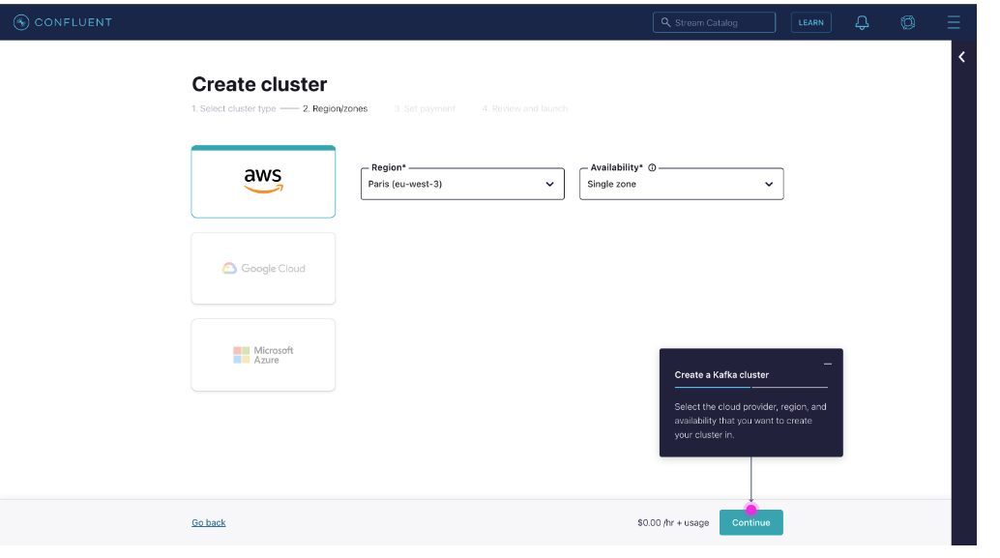 CONFLUENT
Stream Catalog
LEARN
Create cluster
1. Select cluster type
2. Region/zones
3. Set payment
4. Review and launch
aws
Region*
Paris (eu-west-3)
Availability*
Single zone
Google Cloud
Microsoft
Azure
Create a Kafka cluster
Select the cloud provider, region, and
availability that you want to create
your cluster in.
Go back
$0.00 /hr + usage
Continue